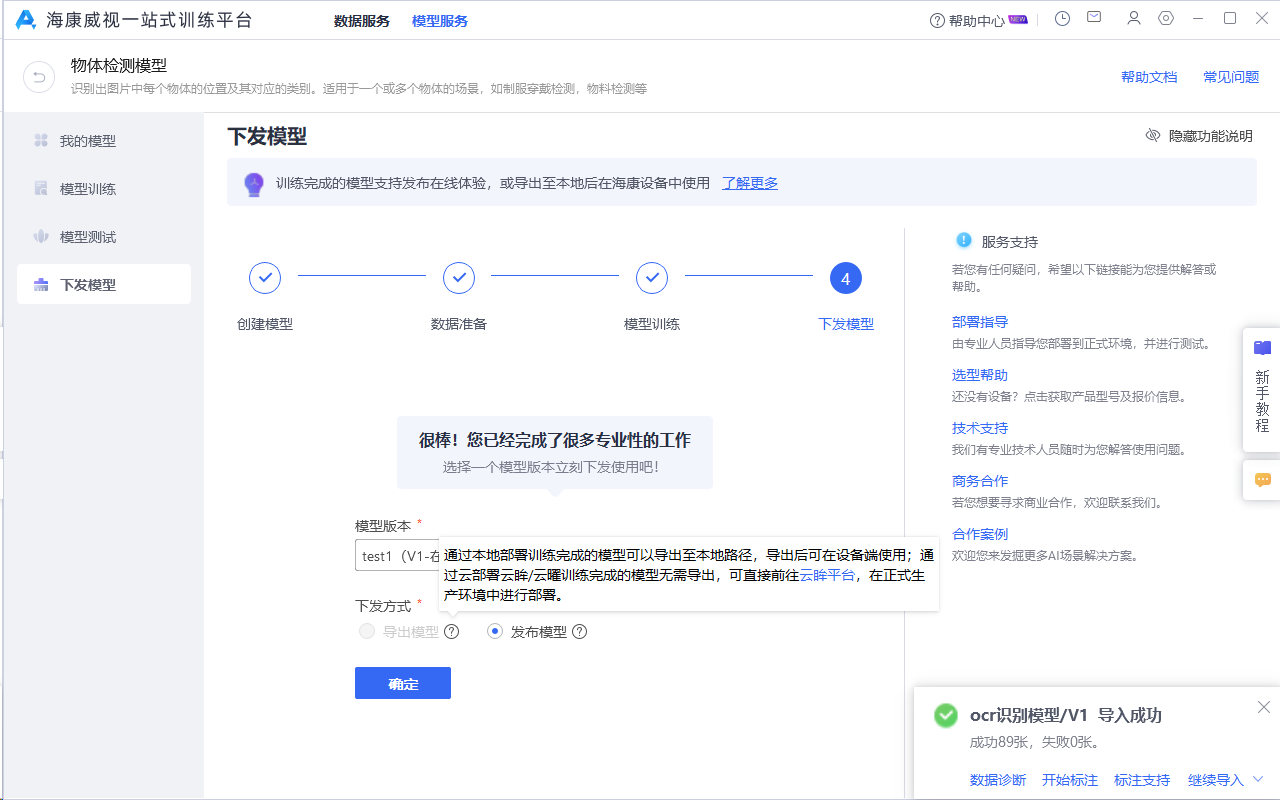 海康威视一站式训练平台
数据服务
模型服务
帮助中心
NEW
物体检测模型
识别出图片中每个物体的位置及其对应的类别。适用于一个或多个物体的场景，如制服穿戴检测，物料检测等
帮助文档
常见问题
我的模型
模型训练
模型测试
下发模型
下发模型
隐藏功能说明
训练完成的模型支持发布在线体验，或导出至本地后在海康设备中使用 了解更多
创建模型
数据准备
模型训练
4
下发模型
很棒！您已经完成了很多专业性的工作
选择一个模型版本立刻下发使用吧！
模型版本 *
test1（V1-在
通过本地部署训练完成的模型可以导出至本地路径，导出后可在设备端使用；通
过云部署云眸/云曜训练完成的模型无需导出，可直接前往云眸平台，在正式生
产环境中进行部署。
下发方式 *
导出模型 ?
发布模型 ?
确定
服务支持
若您有任何疑问，希望以下链接能为您提供解答或
帮助。
部署指导
由专业人员指导您部署到正式环境，并进行测试。
选型帮助
还没有设备？点击获取产品型号及报价信息。
技术支持
我们有专业技术人员随时为您解答使用问题。
商务合作
若您想要寻求商业合作，欢迎联系我们。
合作案例
欢迎您来发掘更多AI场景解决方案。
新手教程
ocr识别模型/V1 导入成功
成功89张，失败0张。
数据诊断
开始标注
标注支持
继续导入